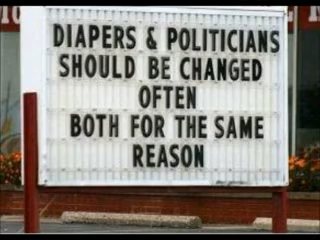 DIAPERS & POLITICIANS
SHOULD BE CHANGED
OFTEN
BOTH FOR THE SAME
REASON